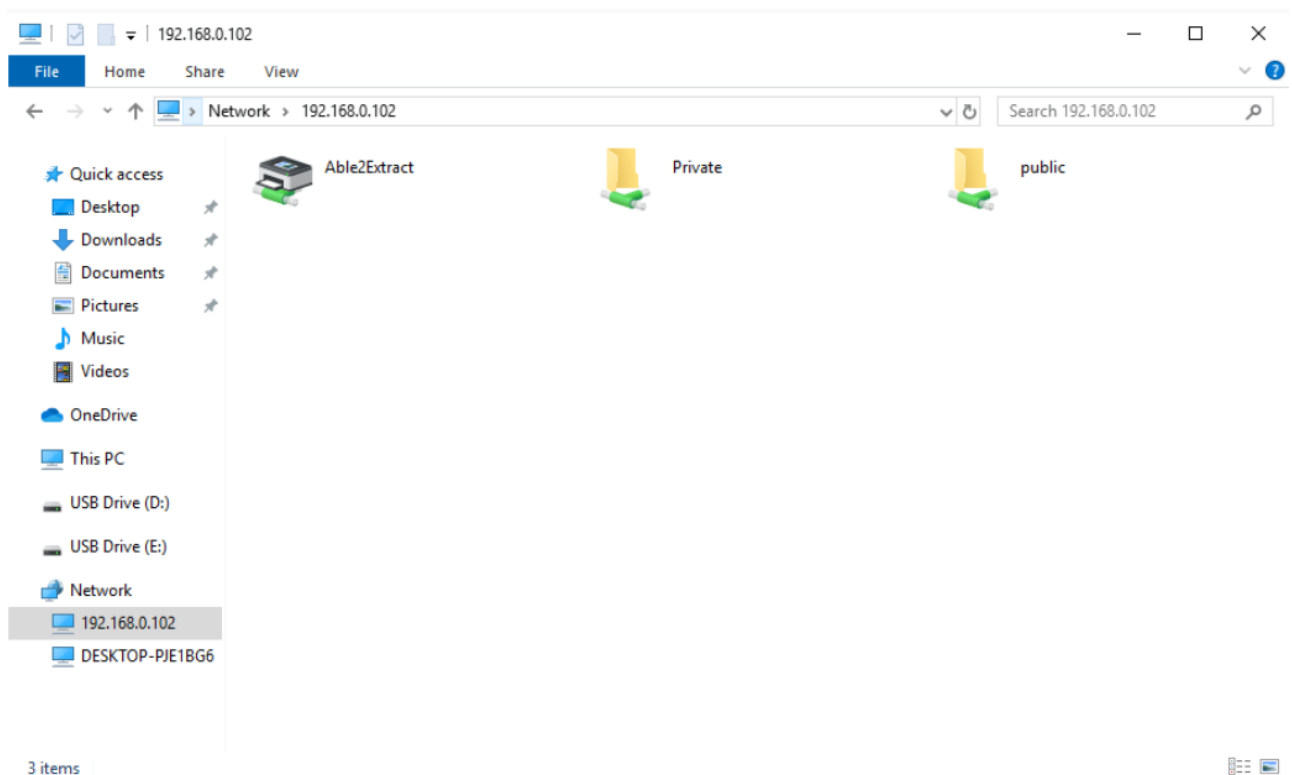 192.168.0.102
File Home Share View
Network > 192.168.0.102
Search 192.168.0.102
Quick access
Desktop
Downloads
Documents
Pictures
Music
Videos
OneDrive
This PC
USB Drive (D:)
USB Drive (E:)
Network
192.168.0.102
DESKTOP-PJE1BG6
Able2Extract
Private
public
3 items